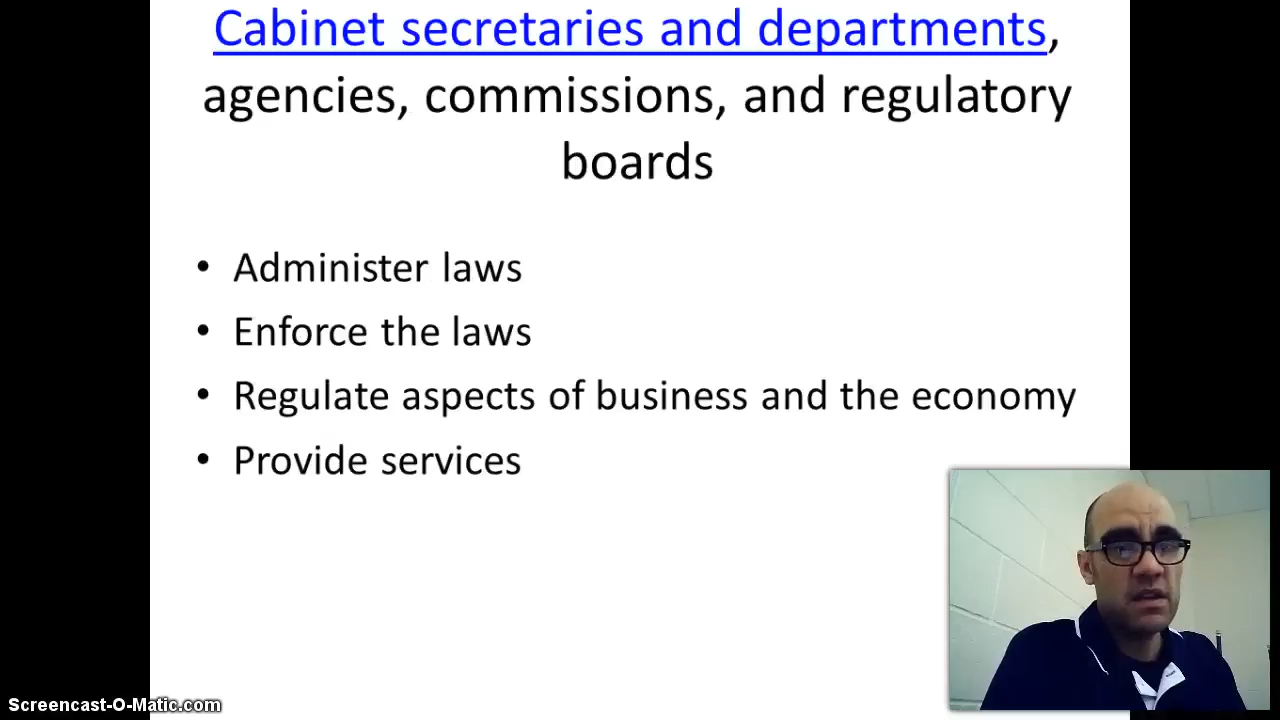 Cabinet secretaries and departments,
agencies, commissions, and regulatory
boards
• Administer laws
• Enforce the laws
• Regulate aspects of business and the economy
• Provide services
Screencast-O-Matic.com